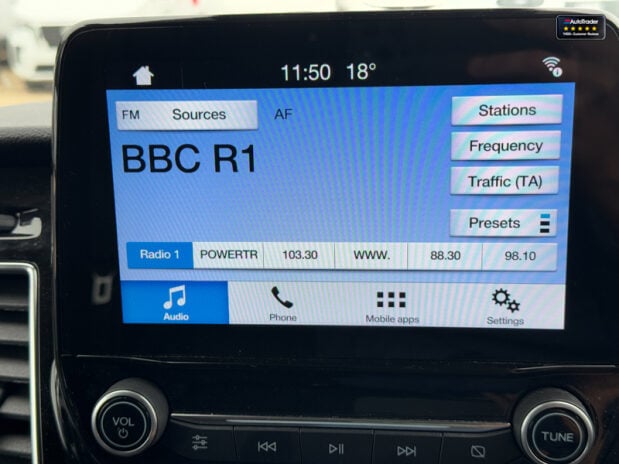 AutoTrader
11:50 18°
FM Sources AF
Stations
BBC R1
Frequency
Traffic (TA)
Presets
Radio 1 POWERTR 103.30 WWW. 88.30 98.10
Audio Phone Mobile apps Settings
VOL
TUNE